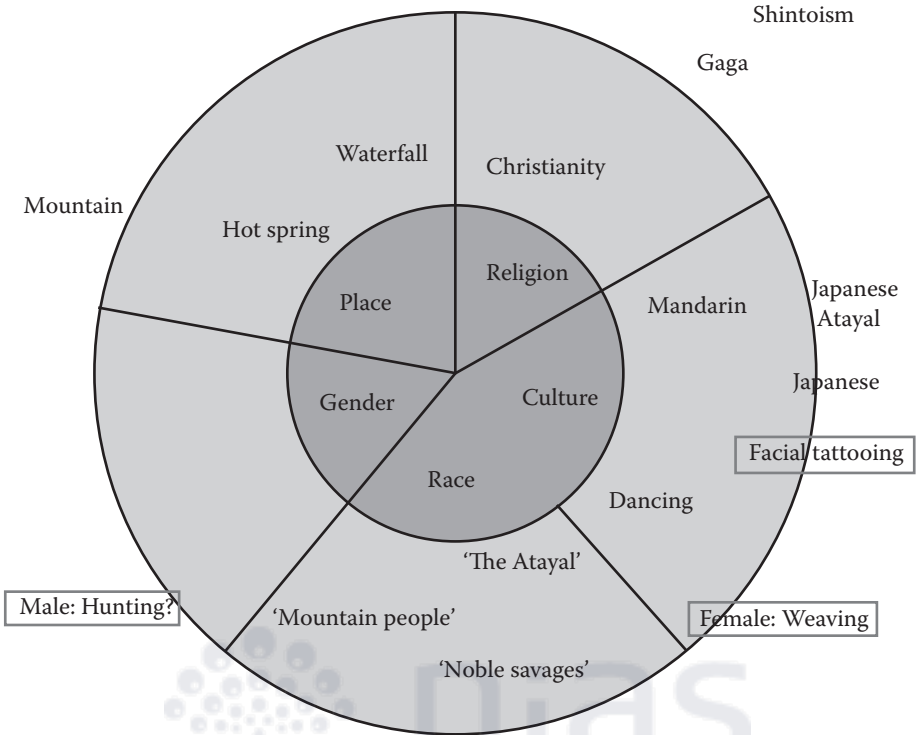 Shintoism
Gaga
Waterfall
Christianity
Mountain
Hot spring
Religion
Place
Mandarin
Japanese
Atayal
Japanese
Culture
Gender
Facial tattooing
Race
Dancing
‘The Atayal’
Male: Hunting?
‘Mountain people’
Female: Weaving
‘Noble savages’
nias